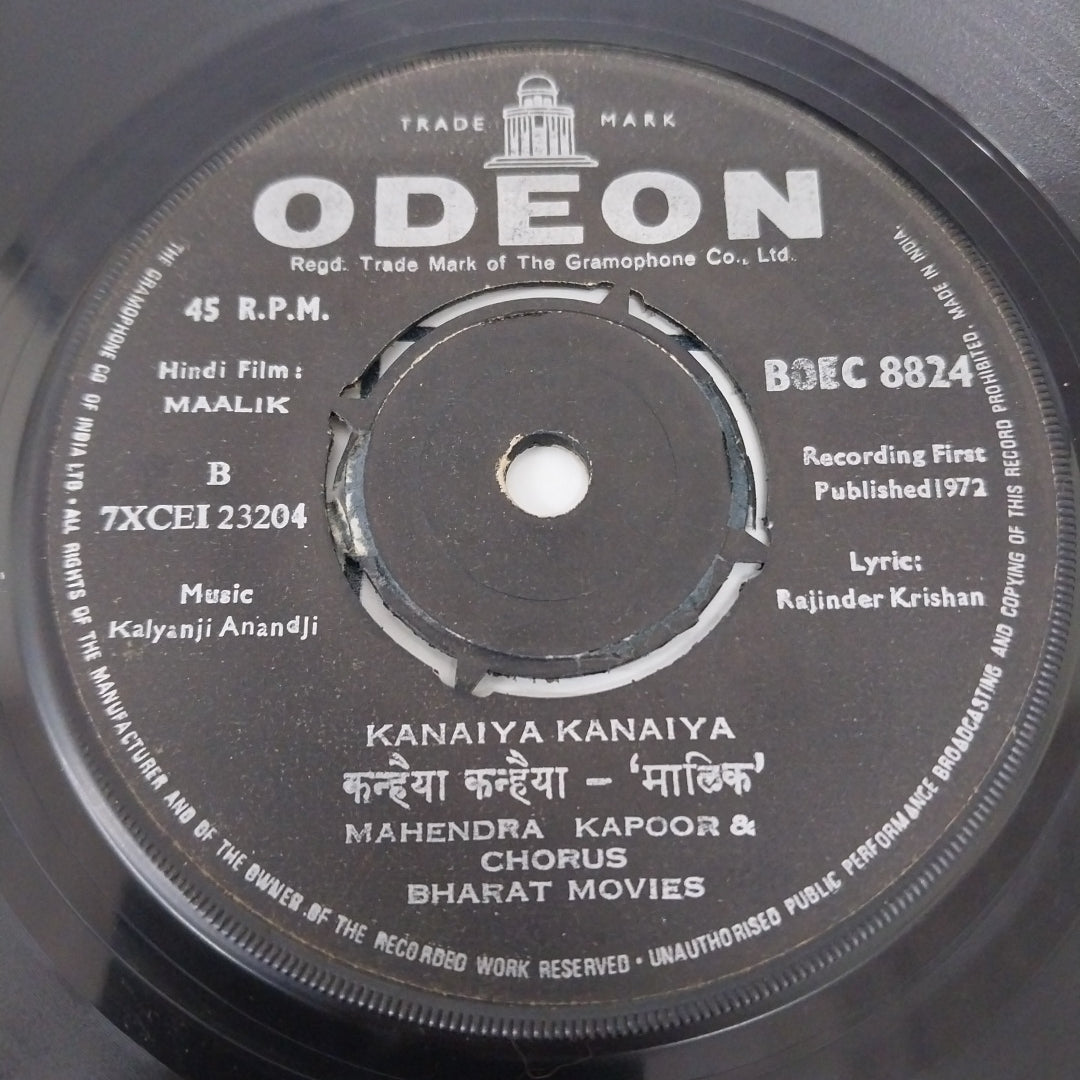 TRADE MARK
ODEON
Regd. Trade Mark of The Gramophone Co., Ltd.
45 R.P.M.
Hindi Film:
MAALIK
B
7XCEI 23204
Music
Kalyanji Anandji
BOEC 8824
Recording First
Published 1972
Lyric:
Rajinder Krishan
KANAIYA KANAIYA
कन्हैया कन्हैया – 'मालिक'
MAHENDRA KAPOOR &
CHORUS
BHARAT MOVIES
THE GRAMOPHONE CO OF INDIA LTD. • ALL RIGHTS OF THE MANUFACTURER AND OF THE OWNER OF THE RECORDED WORK RESERVED • UNAUTHORISED PUBLIC PERFORMANCE BROADCASTING AND COPYING OF THIS RECORD PROHIBITED. MADE IN INDIA.